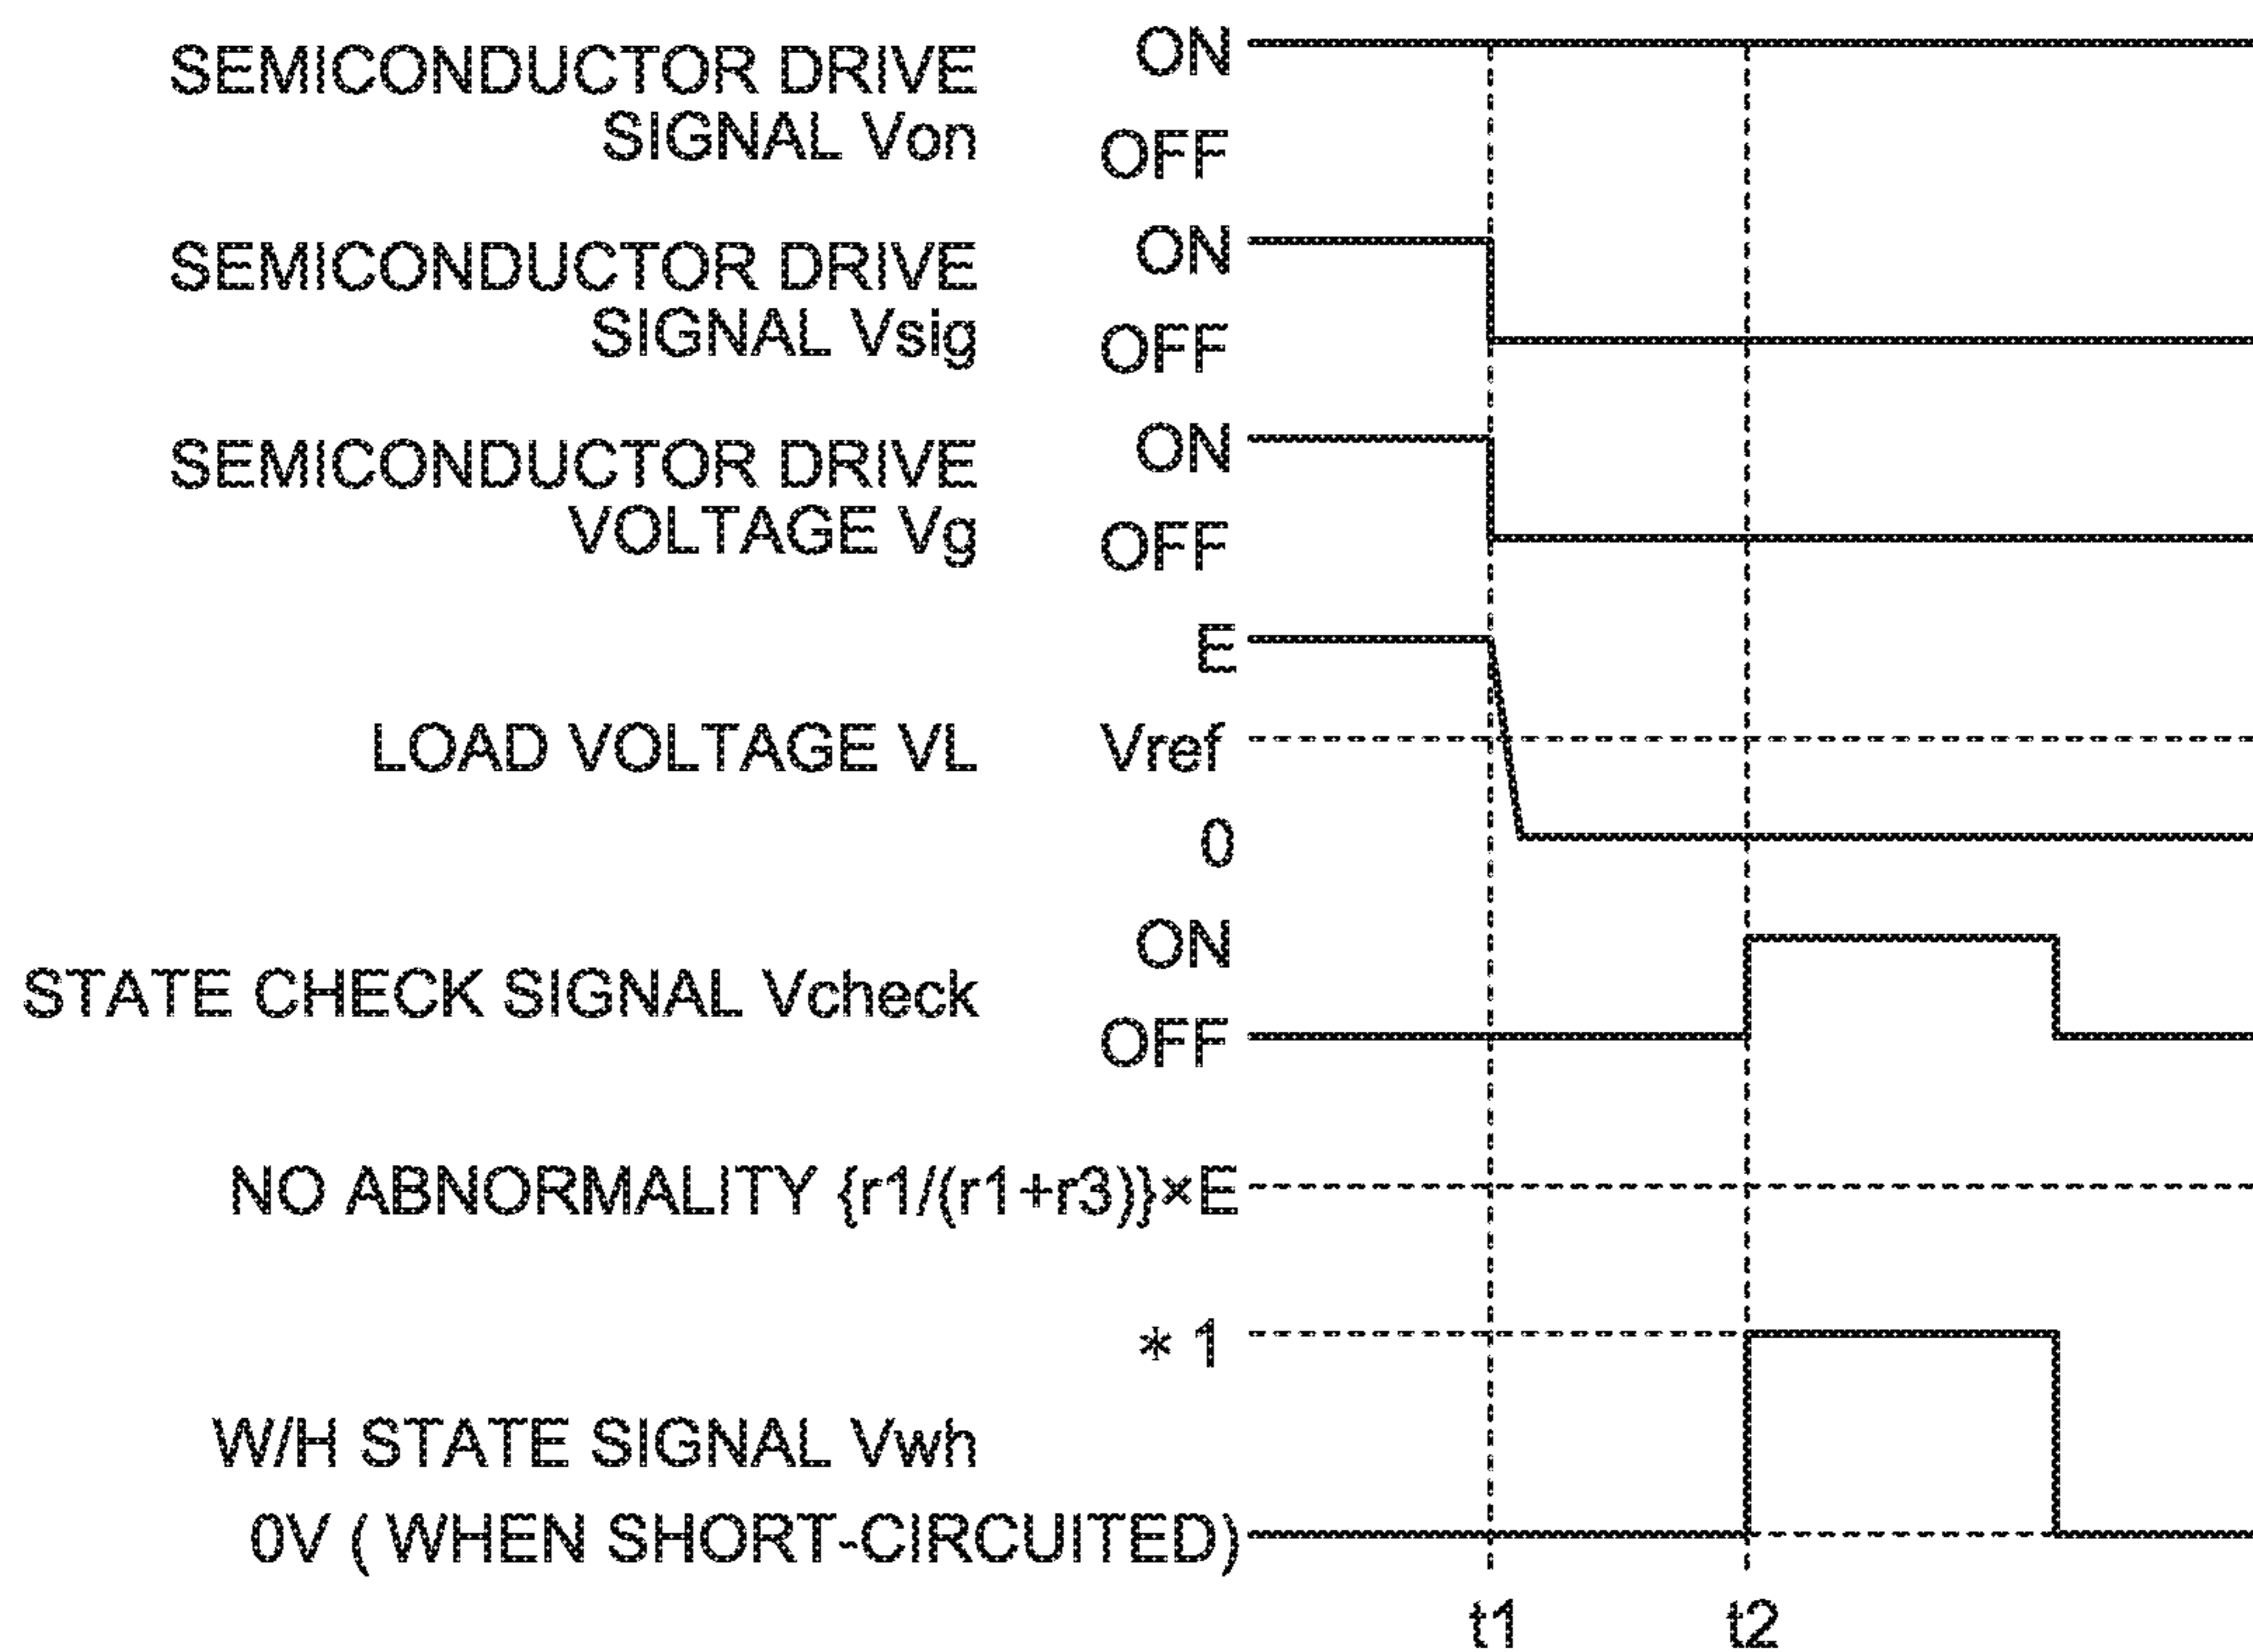 SEMICONDUCTOR DRIVE
SIGNAL Von
ON
OFF
SEMICONDUCTOR DRIVE
SIGNAL Vsig
ON
OFF
SEMICONDUCTOR DRIVE
VOLTAGE Vg
ON
OFF
LOAD VOLTAGE VL
E
Vref
0
STATE CHECK SIGNAL Vcheck
ON
OFF
NO ABNORMALITY {r1/(r1+r3)}×E
* 1
W/H STATE SIGNAL Vwh
0V ( WHEN SHORT-CIRCUITED)
t1
t2